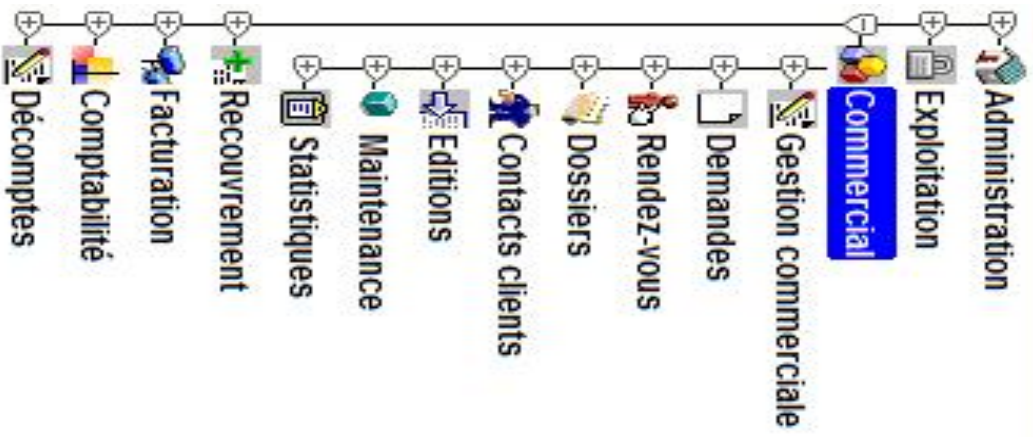 Administration
Exploitation
Commercial
Gestion commerciale
Demandes
Rendez-vous
Dossiers
Contacts clients
Editions
Maintenance
Statistiques
Recouvrement
Facturation
Comptabilité
Décomptes